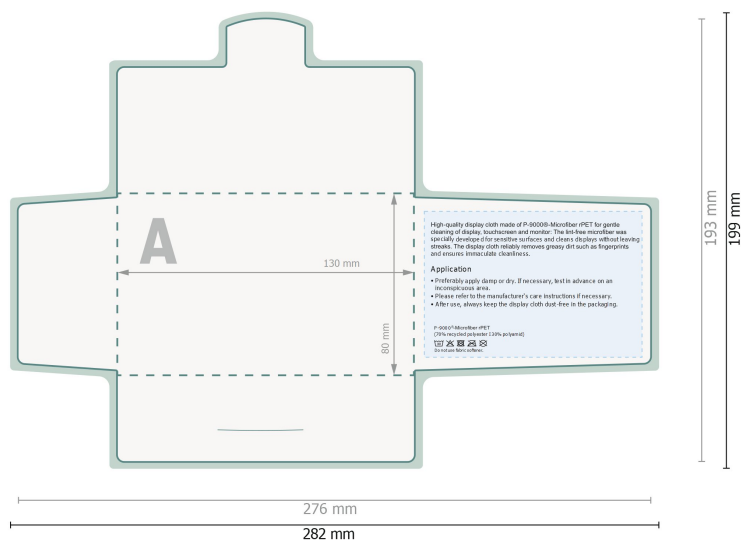 A
130 mm
80 mm
High-quality display cloth made of P-9000®-Microfiber rPET for gentle
cleaning of display, touchscreen and monitor: The lint-free microfiber was
specially developed for sensitive surfaces and cleans displays without leaving
streaks. The display cloth reliably removes greasy dirt such as fingerprints
and ensures immaculate cleanliness.
Application
• Preferably apply damp or dry. If necessary, test in advance on an
inconspicuous area.
• Please refer to the manufacturer's care instructions if necessary.
• After use, always keep the display cloth dust-free in the packaging.
P-9000®-Microfiber rPET
(70% recycled polyester I 30% polyamid)
Do not use fabric softener.
193 mm
199 mm
276 mm
282 mm